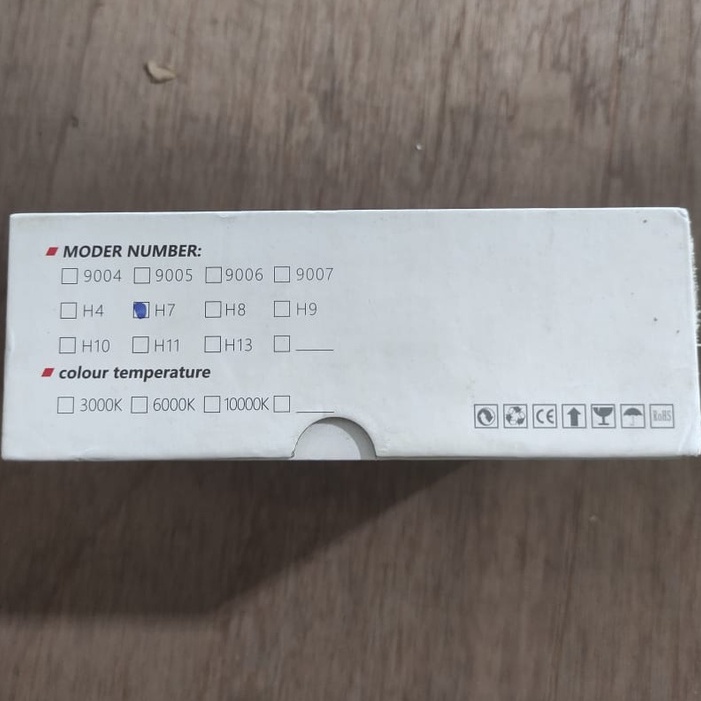 MODER NUMBER:
9004 9005 9006 9007
H4 H7 H8 H9
H10 H11 H13
colour temperature
3000K 6000K 10000K
CE RoHS